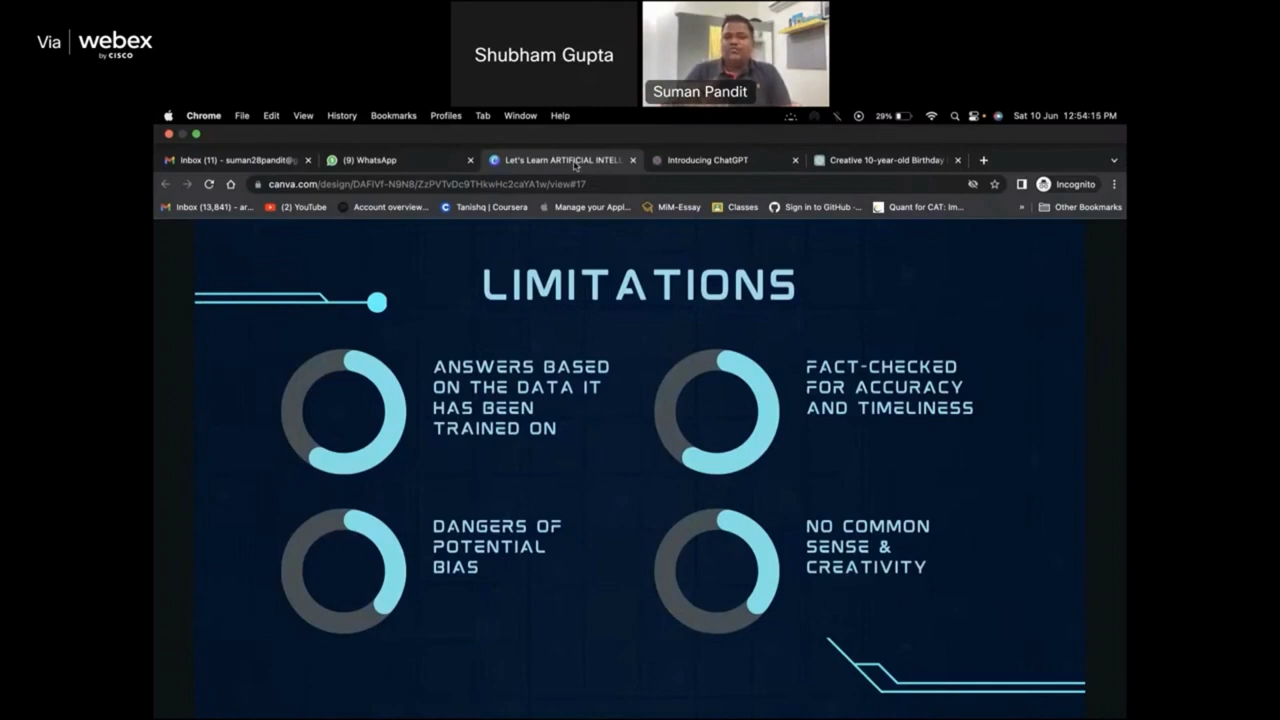 Via webex
by CISCO
Shubham Gupta
Suman Pandit
Chrome File Edit View History Bookmarks Profiles Tab Window Help 29% Sat 10 Jun 12:54:15 PM
Inbox (11) - suman28pandit@g (9) WhatsApp Let's Learn ARTIFICIAL INTELL Introducing ChatGPT Creative 10-year-old Birthday
canva.com/design/DAFlVf-N9N8/ZzPVTvDc9THkwHc2caYA1w/view#17 Incognito
Inbox (13,841) - ar... (2) YouTube Account overview... Tanishq | Coursera Manage your Appl... MiM-Essay Classes Sign in to GitHub -... Quant for CAT: Im... » Other Bookmarks
LIMITATIONS
ANSWERS BASED
ON THE DATA IT
HAS BEEN
TRAINED ON
FACT-CHECKED
FOR ACCURACY
AND TIMELINESS
DANGERS OF
POTENTIAL
BIAS
NO COMMON
SENSE &
CREATIVITY